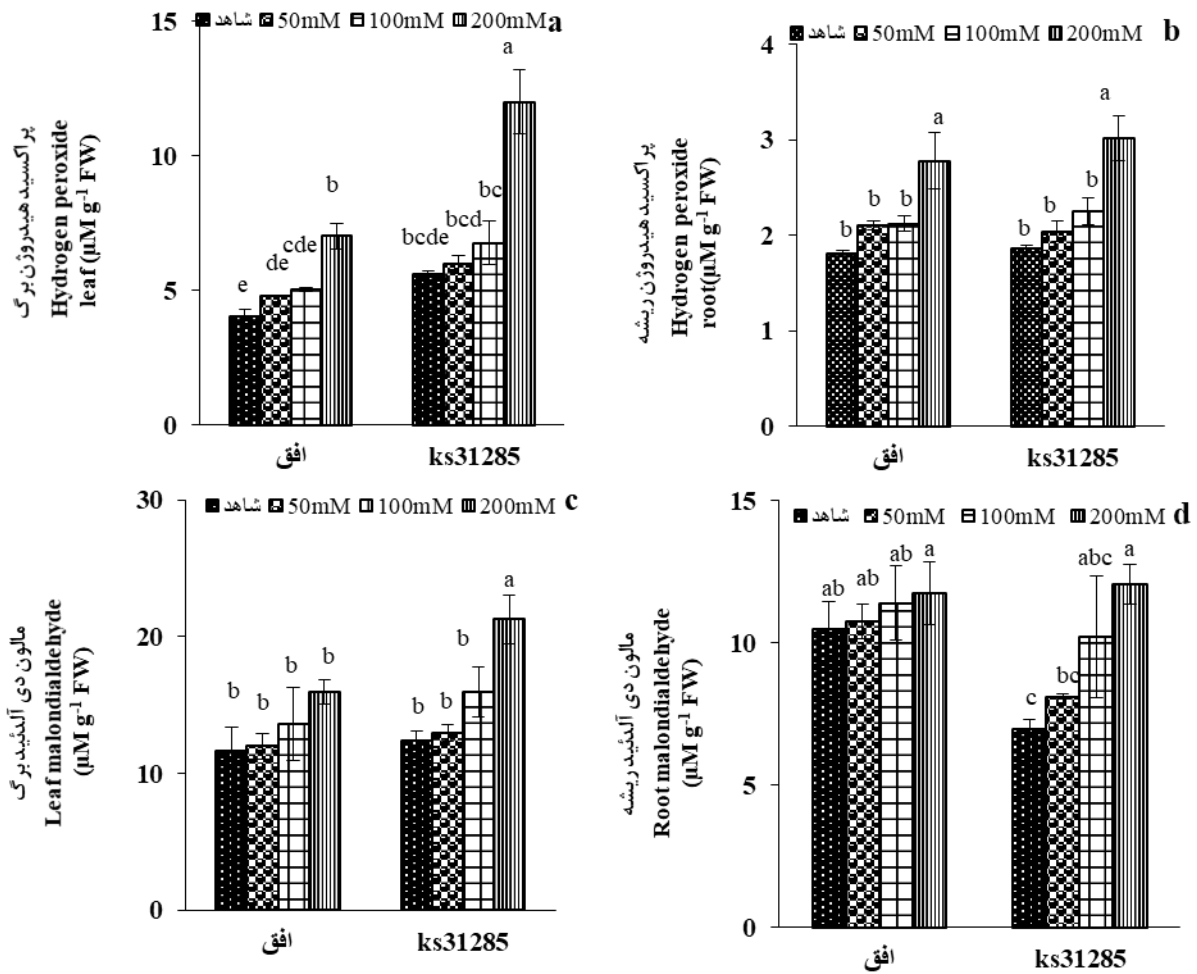 شاهد 50mM 100mM 200mM a
15
10
5
0
a
b
bc
bcd
bcde
cde
de
e
پراکسید هیدروژن برگ
Hydrogen peroxide
leaf (µM g-1 FW)
افق ks31285
شاهد 50mM 100mM 200mM b
4
3
2
1
0
a a
b b b b b b
پراکسید هیدروژن ریشه
Hydrogen peroxide
root(µM g-1 FW)
افق ks31285
شاهد 50mM 100mM 200mM c
30
20
10
0
a
b b b b b b b
مالون دی آلدئید برگ
Leaf malondialdehyde
(µM g-1 FW)
افق ks31285
شاهد 50mM 100mM 200mM d
15
10
5
0
ab ab ab a c bc abc a
مالون دی آلدئید ریشه
Root malondialdehyde
((µM g-1 FW)
افق ks31285